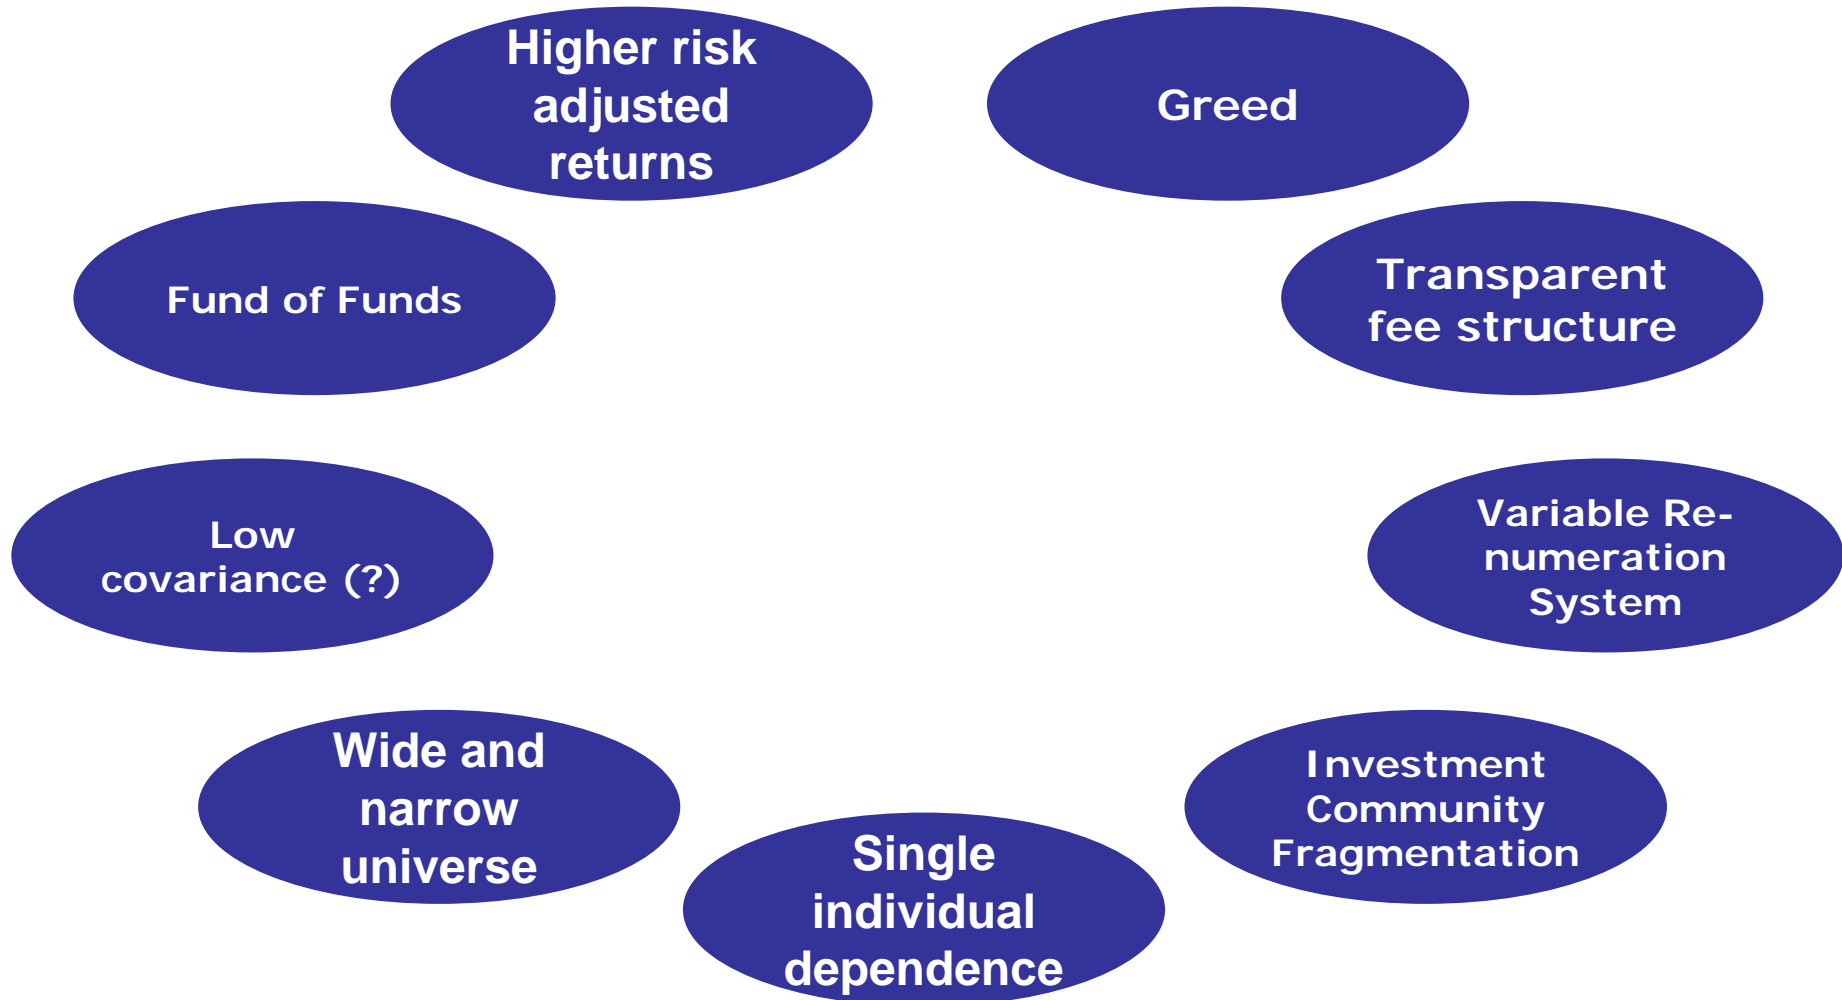 Higher risk
adjusted
returns
Greed
Fund of Funds
Transparent
fee structure
Low
covariance (?)
Variable Re-
numeration
System
Wide and
narrow
universe
Investment
Community
Fragmentation
Single
individual
dependence